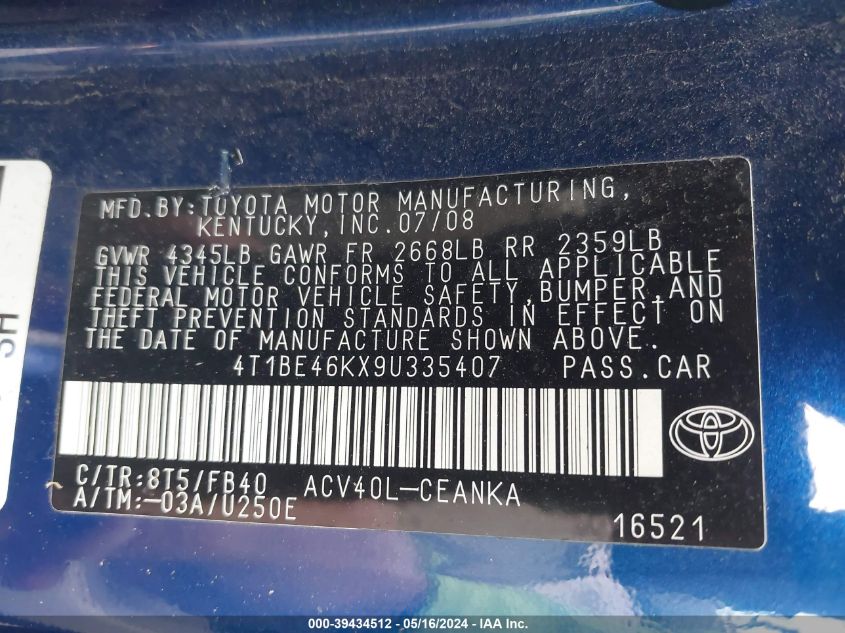 MFD.BY:TOYOTA MOTOR MANUFACTURING,
KENTUCKY,INC.07/08
GVWR 4345LB GAWR FR 2668LB RR 2359LB
THIS VEHICLE CONFORMS TO ALL APPLICABLE
FEDERAL MOTOR VEHICLE SAFETY,BUMPER,AND
THEFT PREVENTION STANDARDS IN EFFECT ON
THE DATE OF MANUFACTURE SHOWN ABOVE.
4T1BE46KX9U335407 PASS.CAR
C/TR:8T5/FB40 ACV40L-CEANKA
A/TM:-03A/U250E
16521
SH
000-39434512 - 05/16/2024 - IAA Inc.